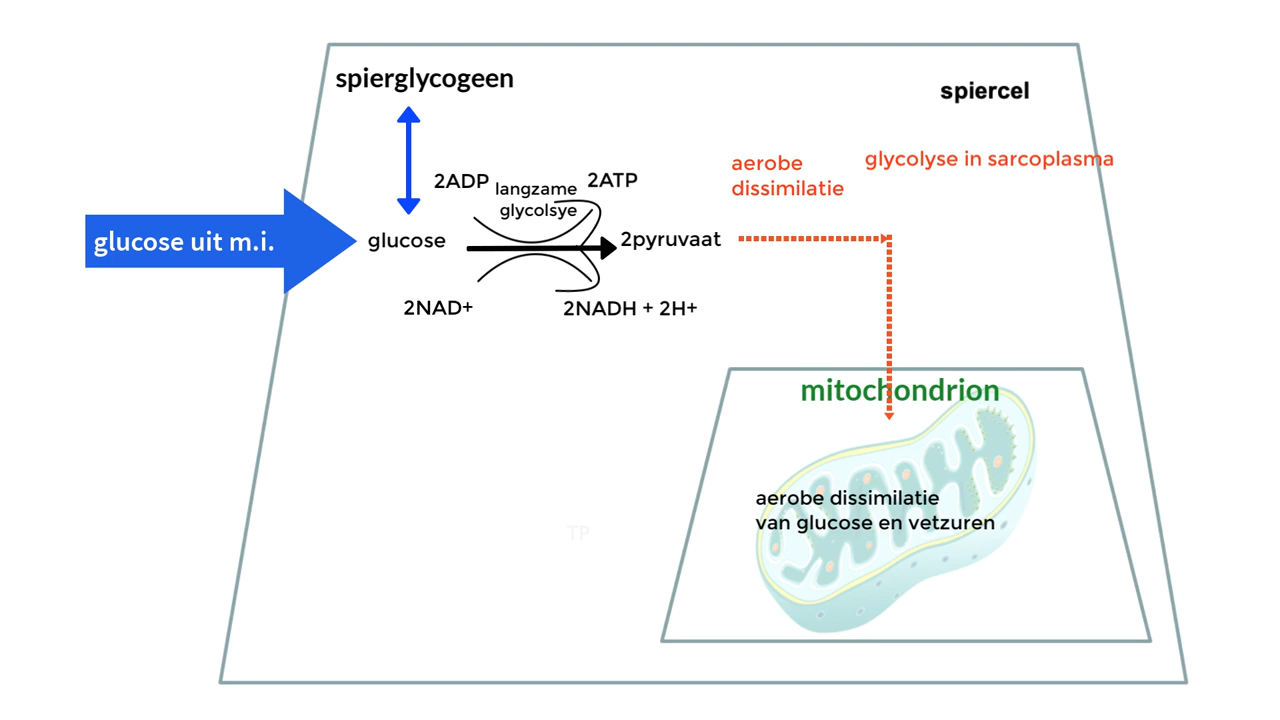 spierglycogeen
spiercel
aerobe
dissimilatie
glycolyse in sarcoplasma
2ADP
langzame
glycolsye
2ATP
glucose uit m.i.
glucose
2pyruvaat
2NAD+
2NADH + 2H+
mitochondrion
aerobe dissimilatie
van glucose en vetzuren
TP